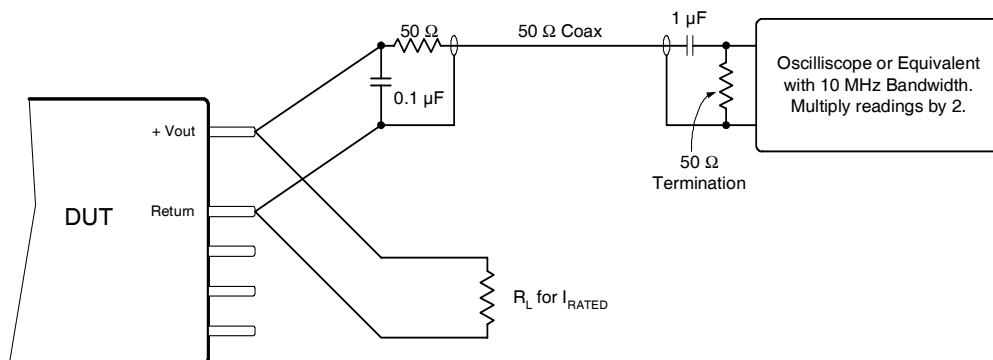 50 Ω
50 Ω Coax
1 µF
0.1 µF
Oscilliscope or Equivalent
with 10 MHz Bandwidth.
Multiply readings by 2.
50 Ω
Termination
+ Vout
DUT
Return
RL for IRATED